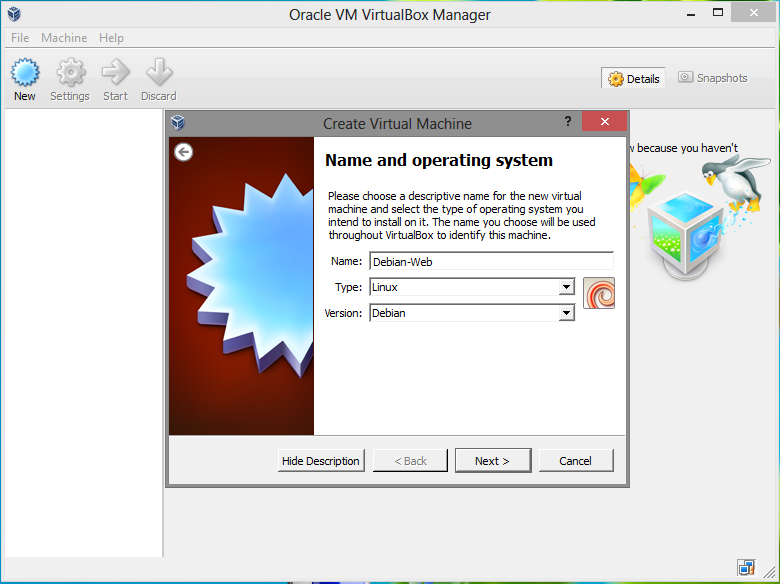 Oracle VM VirtualBox Manager
File Machine Help
New Settings Start Discard
Details Snapshots
because you haven't
Create Virtual Machine ?
Name and operating system
Please choose a descriptive name for the new virtual
machine and select the type of operating system you
intend to install on it. The name you choose will be used
throughout VirtualBox to identify this machine.
Name: Debian-Web
Type: Linux
Version: Debian
Hide Description < Back Next > Cancel